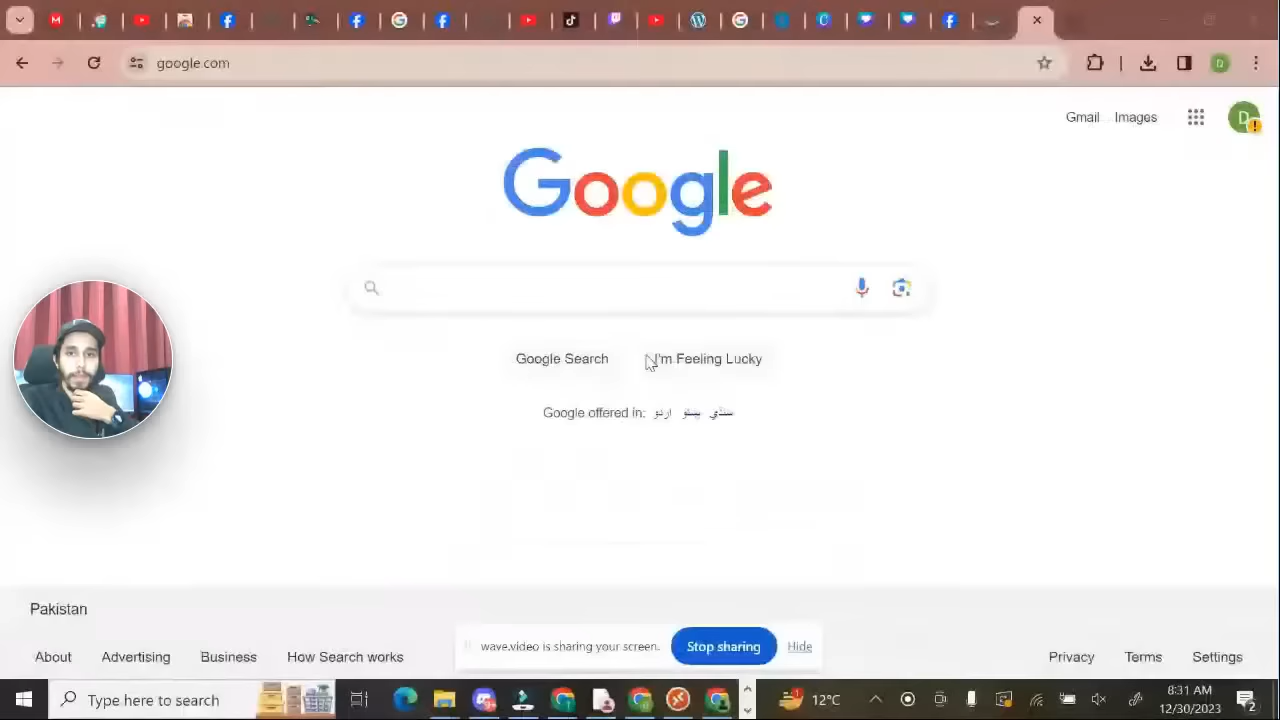 google.com
Gmail Images
D
Google
Google Search I'm Feeling Lucky
Google offered in: اردو پښتو سنڌي
Pakistan
wave.video is sharing your screen. Stop sharing Hide
About Advertising Business How Search works Privacy Terms Settings
Type here to search
12°C
8:31 AM
12/30/2023
2